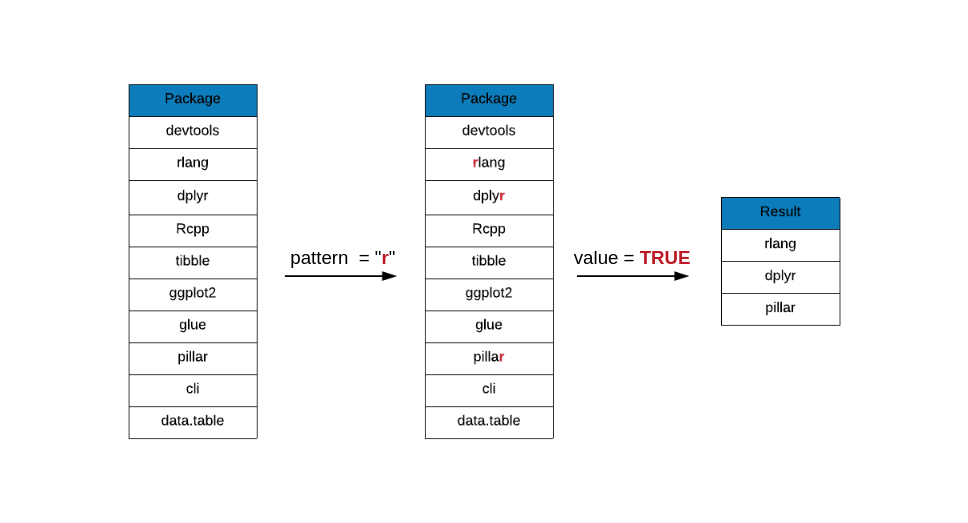 Package
devtools
rlang
dplyr
Rcpp
tibble
ggplot2
glue
pillar
cli
data.table
pattern = "r"
Package
devtools
rlang
dplyr
Rcpp
tibble
ggplot2
glue
pillar
cli
data.table
value = TRUE
Result
rlang
dplyr
pillar